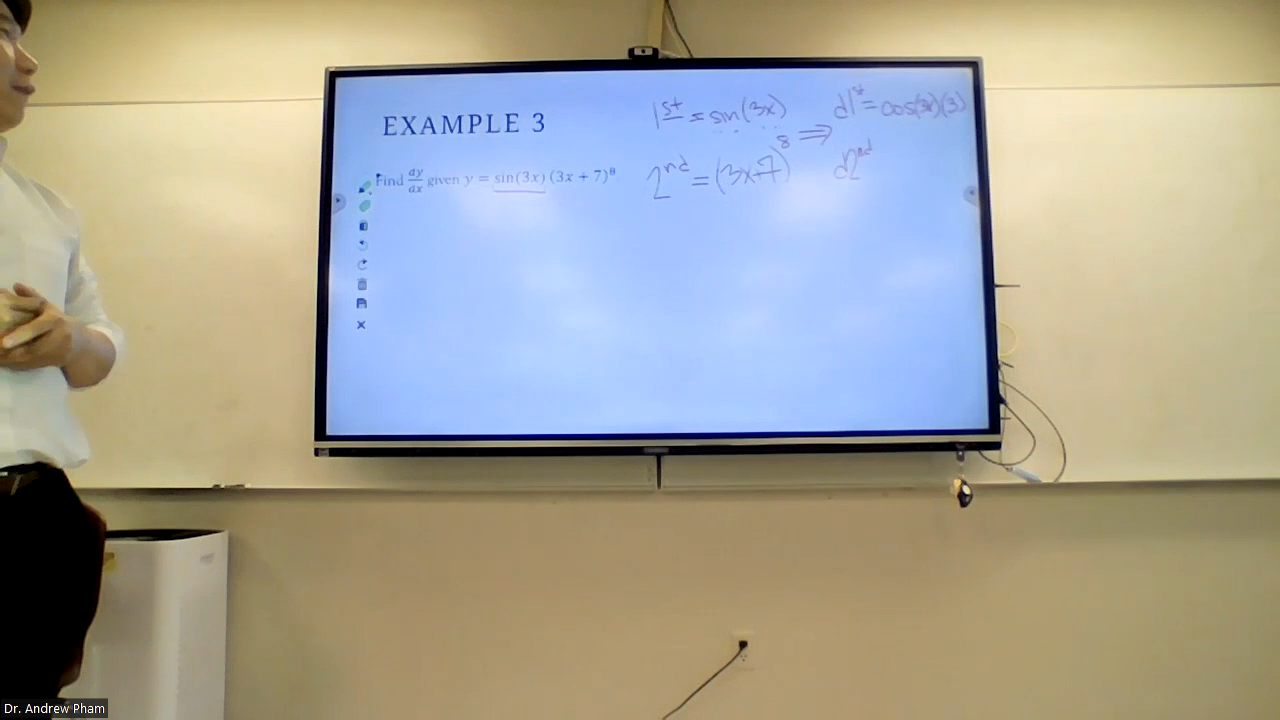 EXAMPLE 3
Find dy/dx given y = sin(3x) (3x + 7)⁸
1st = sin(3x)
⇒ d1st = cos(3x)(3)
2nd = (3x+7)⁸
d2nd
Dr. Andrew Pham